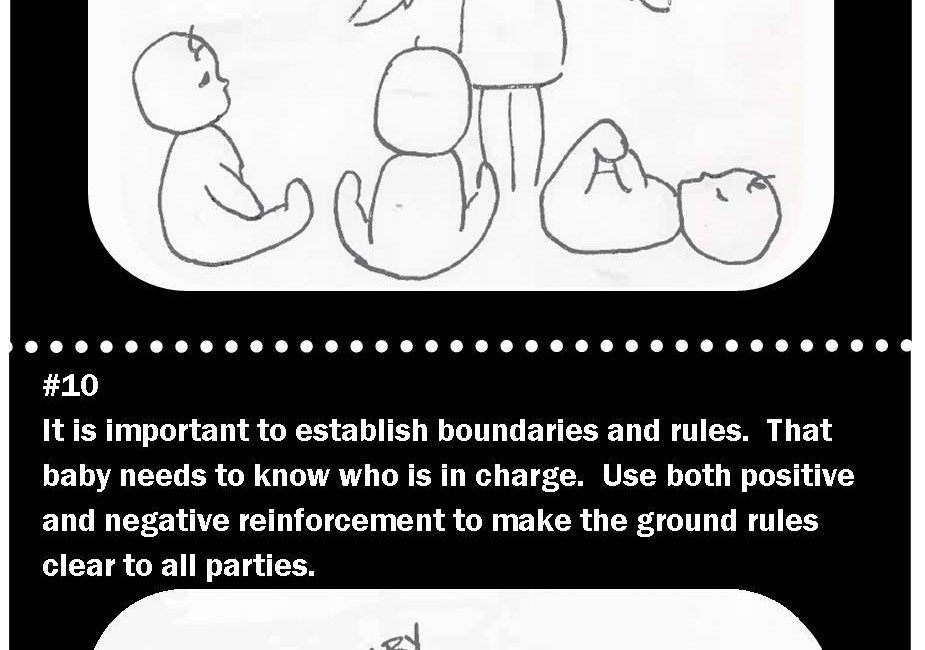 #10
It is important to establish boundaries and rules.  That
baby needs to know who is in charge.  Use both positive
and negative reinforcement to make the ground rules
clear to all parties.